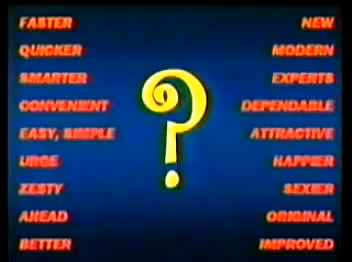 FASTER
QUICKER
SMARTER
CONVENIENT
EASY, SIMPLE
URGE
ZESTY
AHEAD
BETTER
?
NEW
MODERN
EXPERTS
DEPENDABLE
ATTRACTIVE
HAPPIER
SEXIER
ORIGINAL
IMPROVED